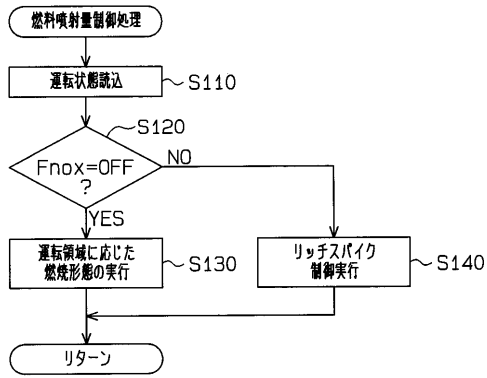 燃料噴射量制御処理
運転状態読込
S110
S120
Fnox=OFF
?
NO
YES
運転領域に応じた
燃焼形態の実行
S130
リッチスパイク
制御実行
S140
リターン